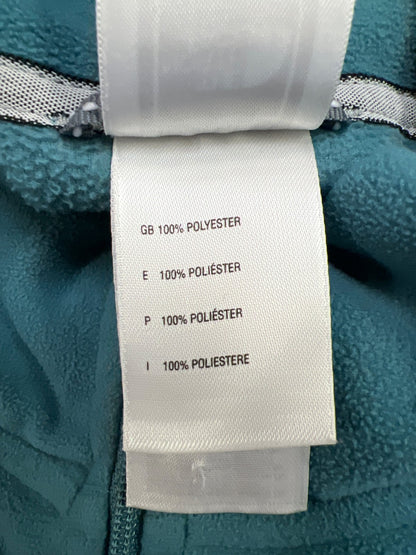 GB 100% POLYESTER
E 100% POLIÉSTER
P 100% POLIÉSTER
I 100% POLIESTERE